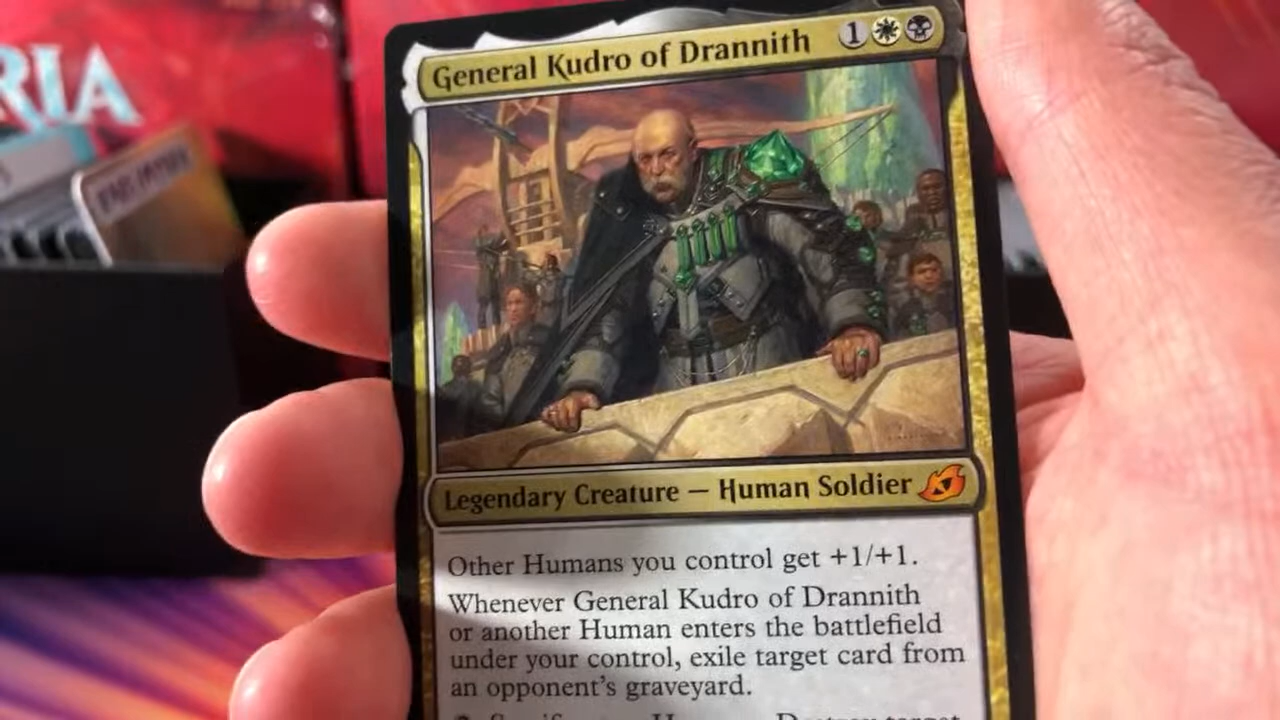 RIA
General Kudro of Drannith 1
Legendary Creature — Human Soldier
Other Humans you control get +1/+1.
Whenever General Kudro of Drannith
or another Human enters the battlefield
under your control, exile target card from
an opponent's graveyard.
Destroy target